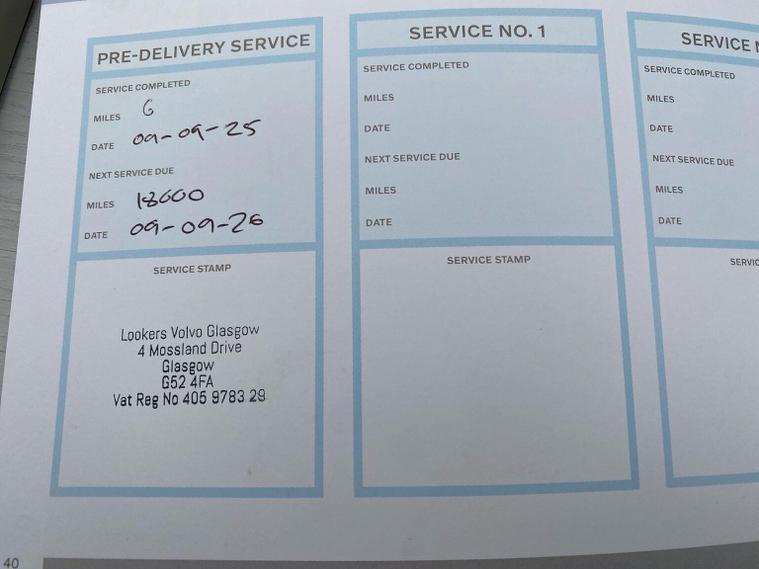 PRE-DELIVERY SERVICE
SERVICE COMPLETED
MILES 6
DATE 09-09-25
NEXT SERVICE DUE
MILES 18000
DATE 09-09-26
SERVICE STAMP
Lookers Volvo Glasgow
4 Mossland Drive
Glasgow
G52 4FA
Vat Reg No 405 9783 29
SERVICE NO. 1
SERVICE COMPLETED
MILES
DATE
NEXT SERVICE DUE
MILES
DATE
SERVICE STAMP
SERVICE
SERVICE COMPLETED
MILES
DATE
NEXT SERVICE DUE
MILES
DATE
40